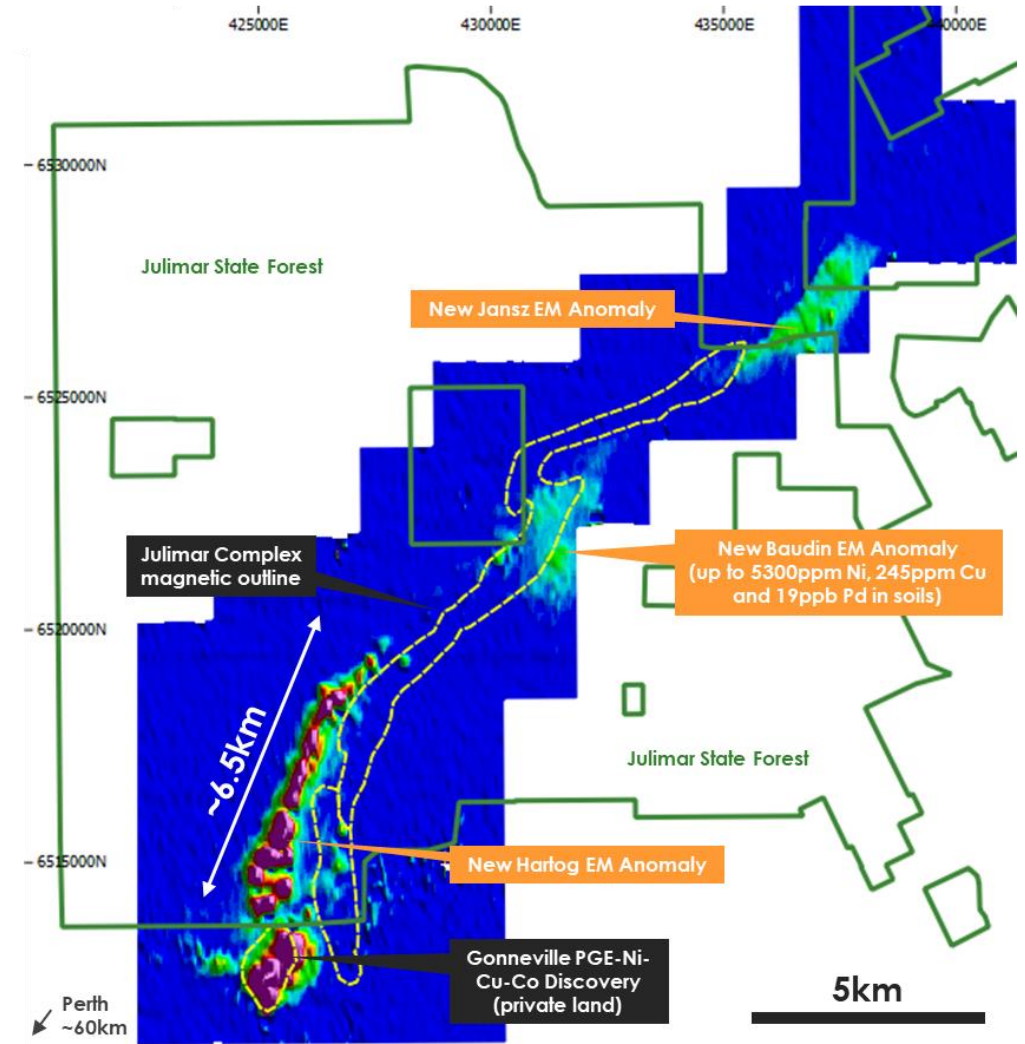 425000E
430000E
435000E
440000E
6530000N
Julimar State Forest
New Jansz EM Anomaly
6525000N
Julimar Complex
magnetic outline
New Baudin EM Anomaly
(up to 5300ppm Ni, 245ppm Cu
and 19ppb Pd in soils)
6520000N
~6.5km
Julimar State Forest
6515000N
New Hartog EM Anomaly
Gonneville PGE-Ni-
Cu-Co Discovery
(private land)
5km
Perth
~60km